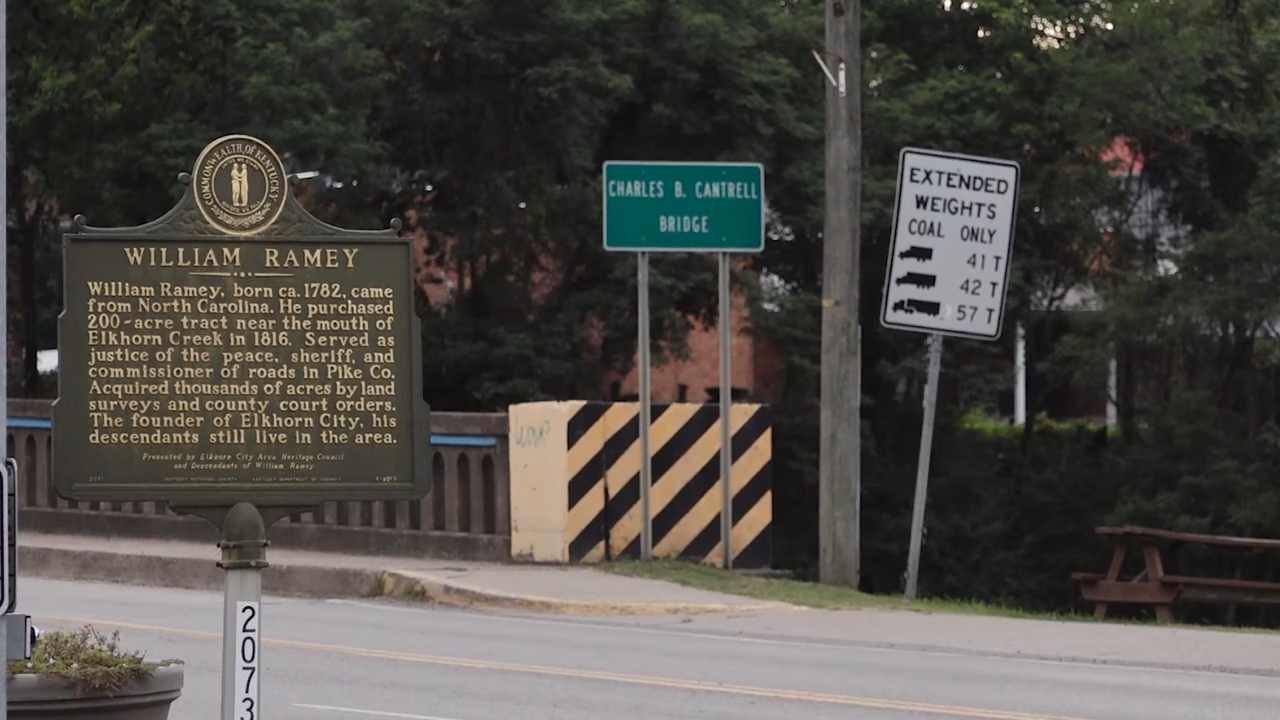 COMMONWEALTH OF KENTUCKY
WILLIAM RAMEY
William Ramey, born ca. 1782, came
from North Carolina. He purchased
200-acre tract near the mouth of
Elkhorn Creek in 1816. Served as
justice of the peace, sheriff, and
commissioner of roads in Pike Co.
Acquired thousands of acres by land
surveys and county court orders.
The founder of Elkhorn City, his
descendants still live in the area.
Presented by Elkhorn City Area Heritage Council
and Descendants of William Ramey
2073
CHARLES B. CANTRELL
BRIDGE
EXTENDED
WEIGHTS
COAL ONLY
41 T
42 T
57 T